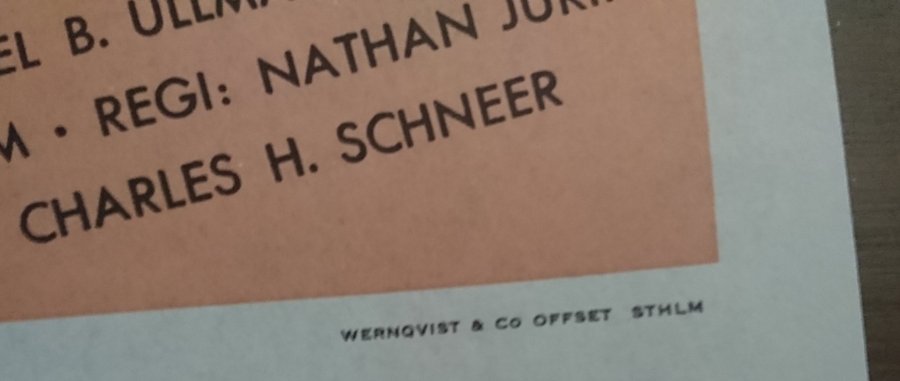 B. 
• REGI: NATHAN
CHARLES H. SCHNEER
WERNQVIST & CO OFFSET STHLM